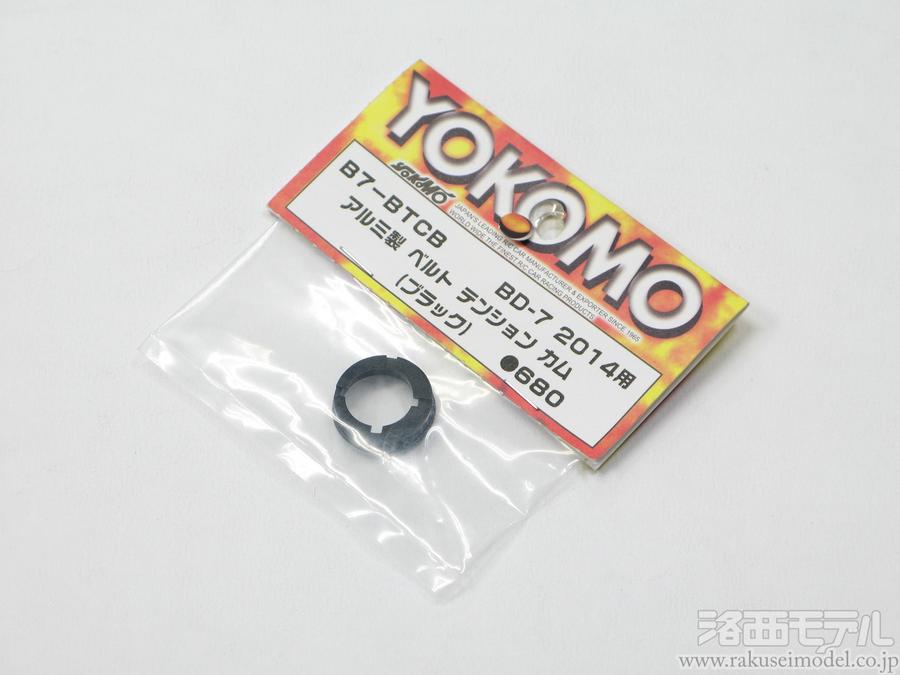 YOKOMO
YOKOMO
JAPAN'S LEADING R/C CAR MANUFACTURER & EXPORTER SINCE 1965
WORLD WIDE THE FINEST R/C CAR RACING PRODUCTS
B7-BTCB BD-7 2014用
アルミ製 ベルト テンション カム
(ブラック) ●680
洛西モデル
www.rakuseimodel.co.jp